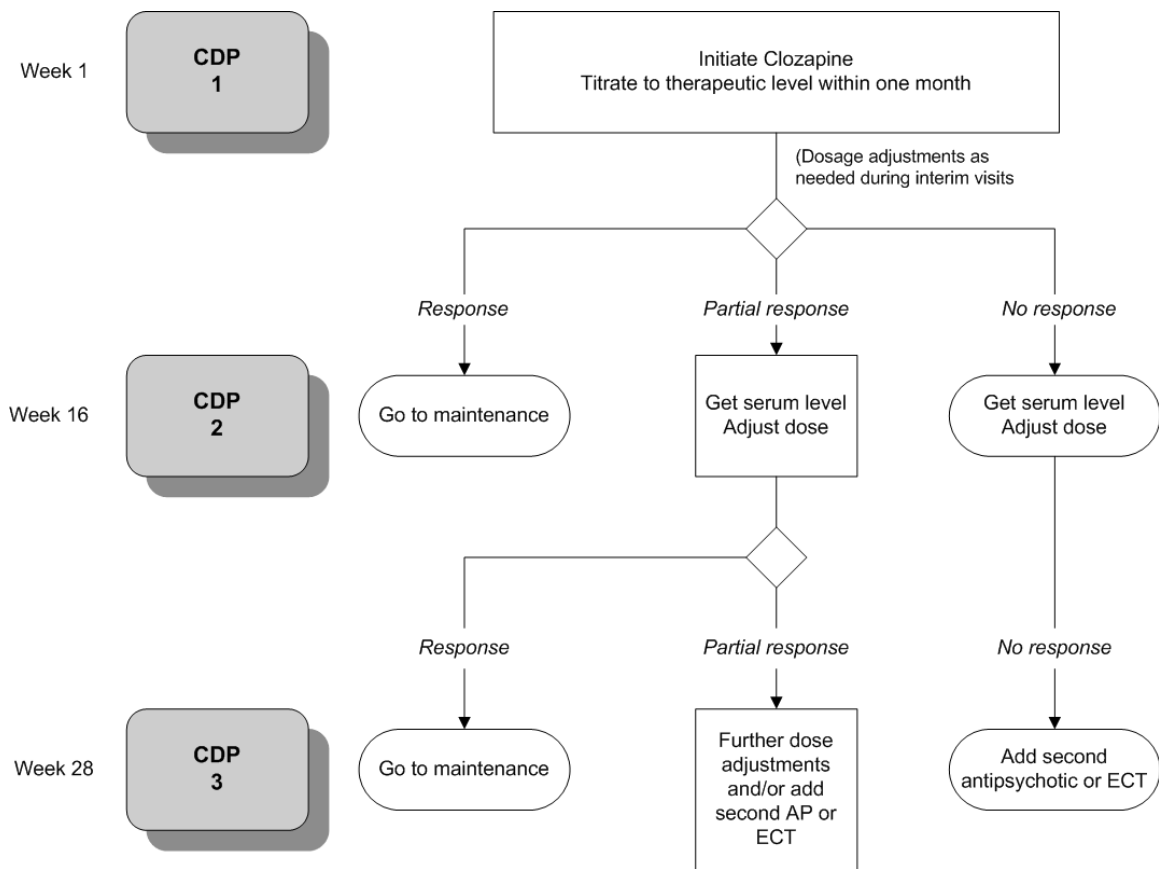 Week 1
CDP
1
Initiate Clozapine
Titrate to therapeutic level within one month
(Dosage adjustments as
needed during interim visits
Response
Partial response
No response
Week 16
CDP
2
Go to maintenance
Get serum level
Adjust dose
Get serum level
Adjust dose
Response
Partial response
No response
Week 28
CDP
3
Go to maintenance
Further dose
adjustments
and/or add
second AP or
ECT
Add second
antipsychotic or ECT